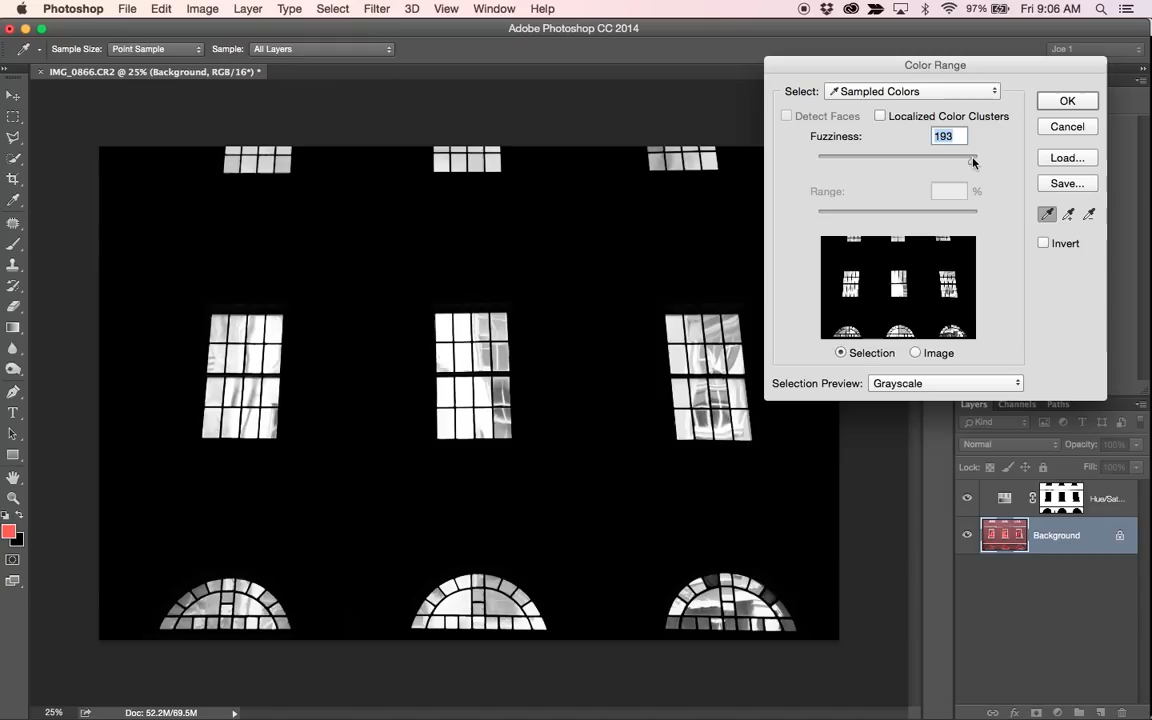 Photoshop File Edit Image Layer Type Select Filter 3D View Window Help 97% Fri 9:06 AM
Adobe Photoshop CC 2014
Sample Size: Point Sample Sample: All Layers Joe 1
× IMG_0866.CR2 @ 25% (Background, RGB/16*) *
Color Range
Select: Sampled Colors
OK
Detect Faces Localized Color Clusters
Cancel
Fuzziness: 193
Load...
Save...
Range: %
Invert
Selection Image
Selection Preview: Grayscale
Layers Channels Paths
Kind
Normal Opacity: 100%
Lock: Fill: 100%
Hue/Sat...
Background
25% Doc: 52.2M/69.5M